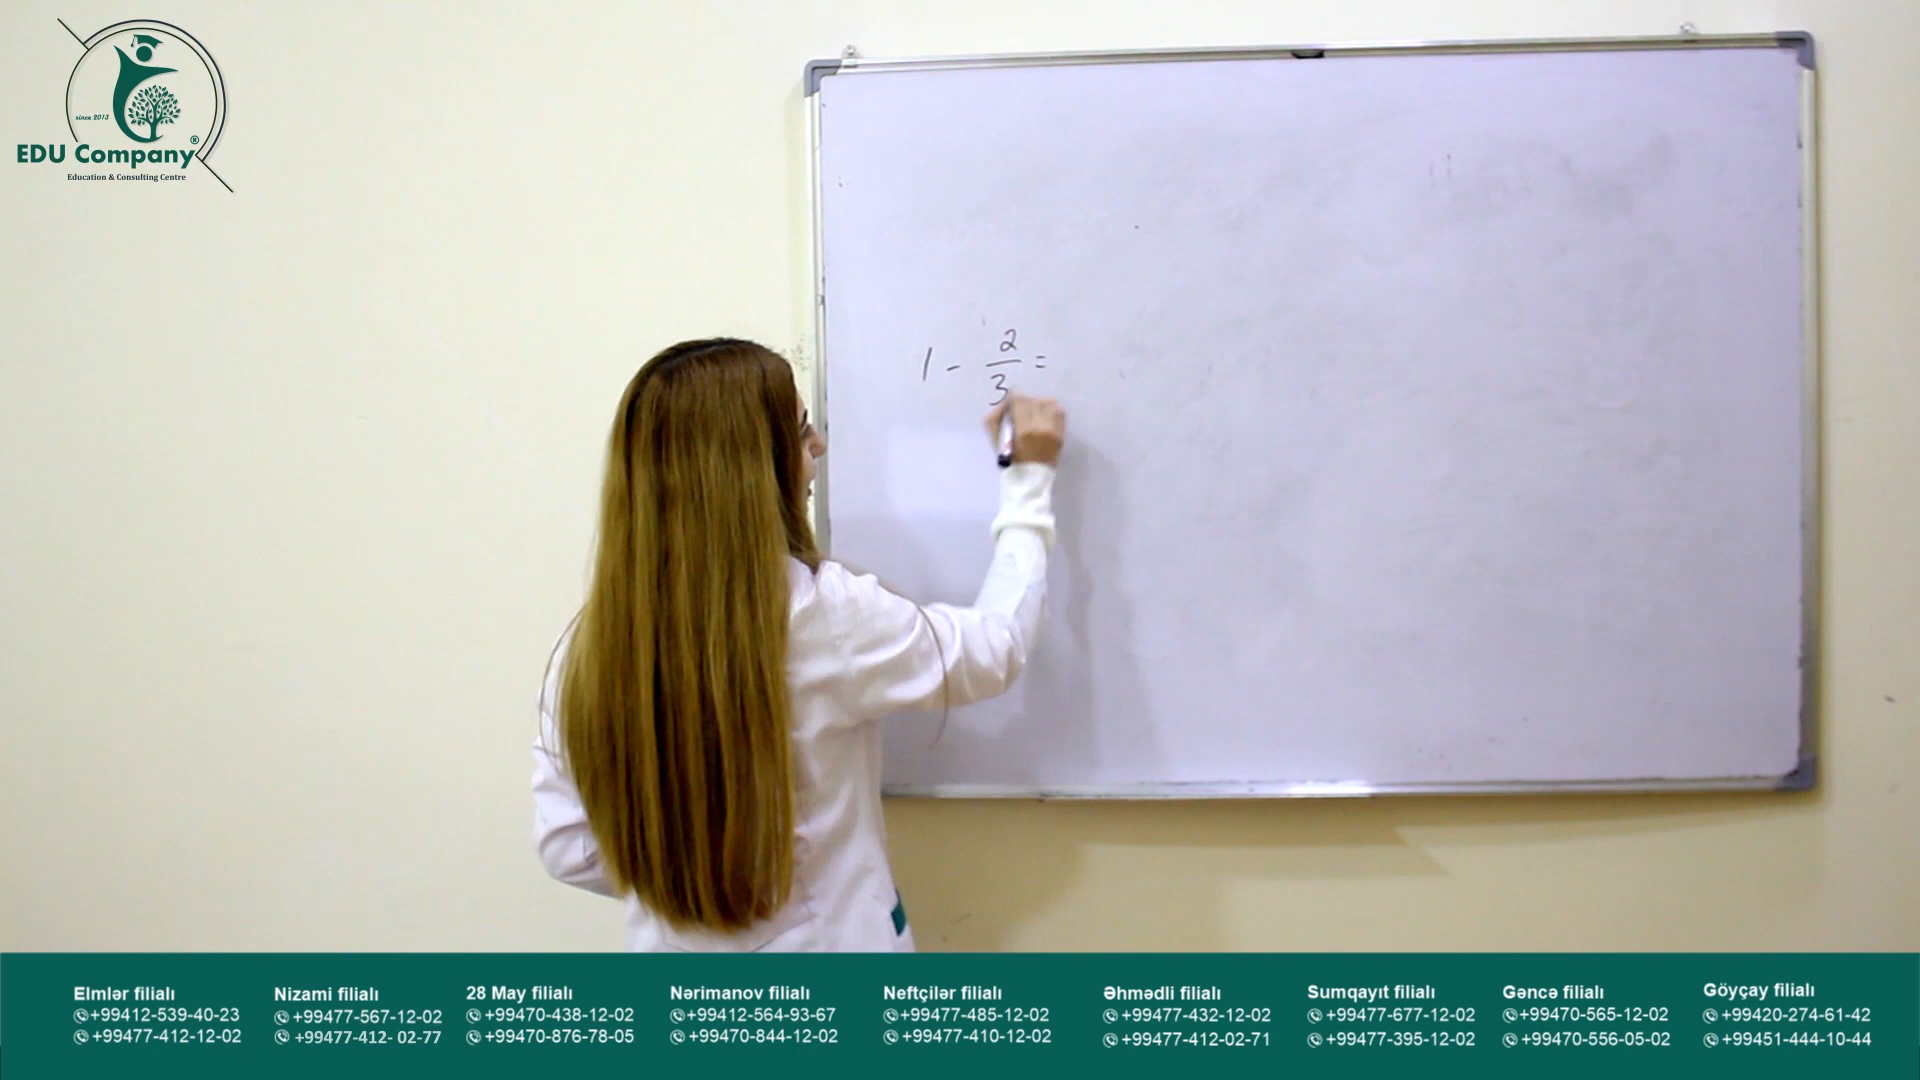 since 2013
EDU Company®
Education & Consulting Centre
1 - 2/3 =
Elmlər filialı
+99412-539-40-23
+99477-412-12-02
Nizami filialı
+99477-567-12-02
+99477-412- 02-77
28 May filialı
+99470-438-12-02
+99470-876-78-05
Nərimanov filialı
+99412-564-93-67
+99470-844-12-02
Neftçilər filialı
+99477-485-12-02
+99477-410-12-02
Əhmədli filialı
+99477-432-12-02
+99477-412-02-71
Sumqayıt filialı
+99477-677-12-02
+99477-395-12-02
Gəncə filialı
+99470-565-12-02
+99470-556-05-02
Göyçay filialı
+99420-274-61-42
+99451-444-10-44